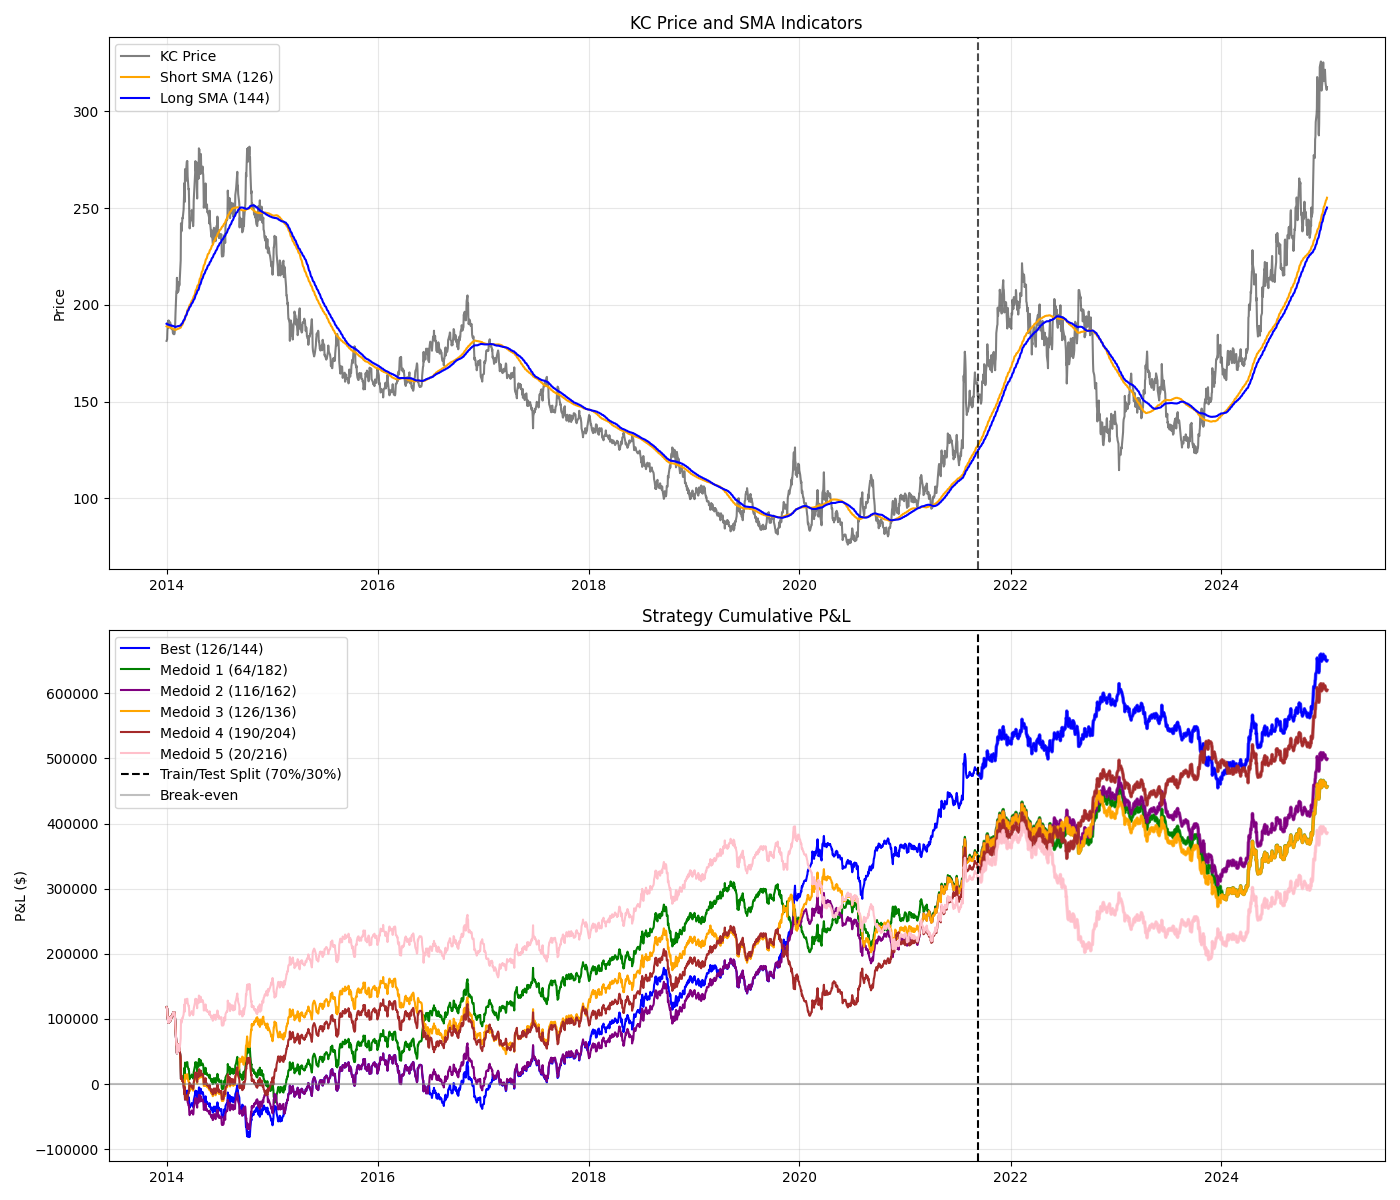 KC Price and SMA Indicators
KC Price
Short SMA (126)
Long SMA (144)
Price
300
250
200
150
100
2014
2016
2018
2020
2022
2024
Strategy Cumulative P&L
Best (126/144)
Medoid 1 (64/182)
Medoid 2 (116/162)
Medoid 3 (126/136)
Medoid 4 (190/204)
Medoid 5 (20/216)
Train/Test Split (70%/30%)
Break-even
P&L ($)
600000
500000
400000
300000
200000
100000
0
−100000
2014
2016
2018
2020
2022
2024